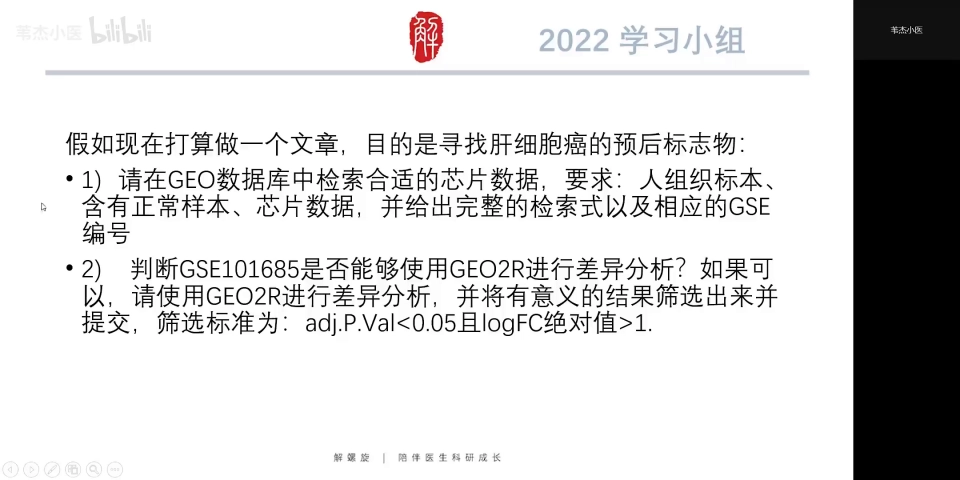 苇杰小医 bilibili
解
2022 学习小组
苇杰小医
假如现在打算做一个文章，目的是寻找肝细胞癌的预后标志物：
• 1）请在GEO数据库中检索合适的芯片数据，要求：人组织标本、
含有正常样本、芯片数据，并给出完整的检索式以及相应的GSE
编号
• 2） 判断GSE101685是否能够使用GEO2R进行差异分析？如果可
以，请使用GEO2R进行差异分析，并将有意义的结果筛选出来并
提交，筛选标准为：adj.P.Val<0.05且logFC绝对值>1.
解螺旋 | 陪伴医生科研成长